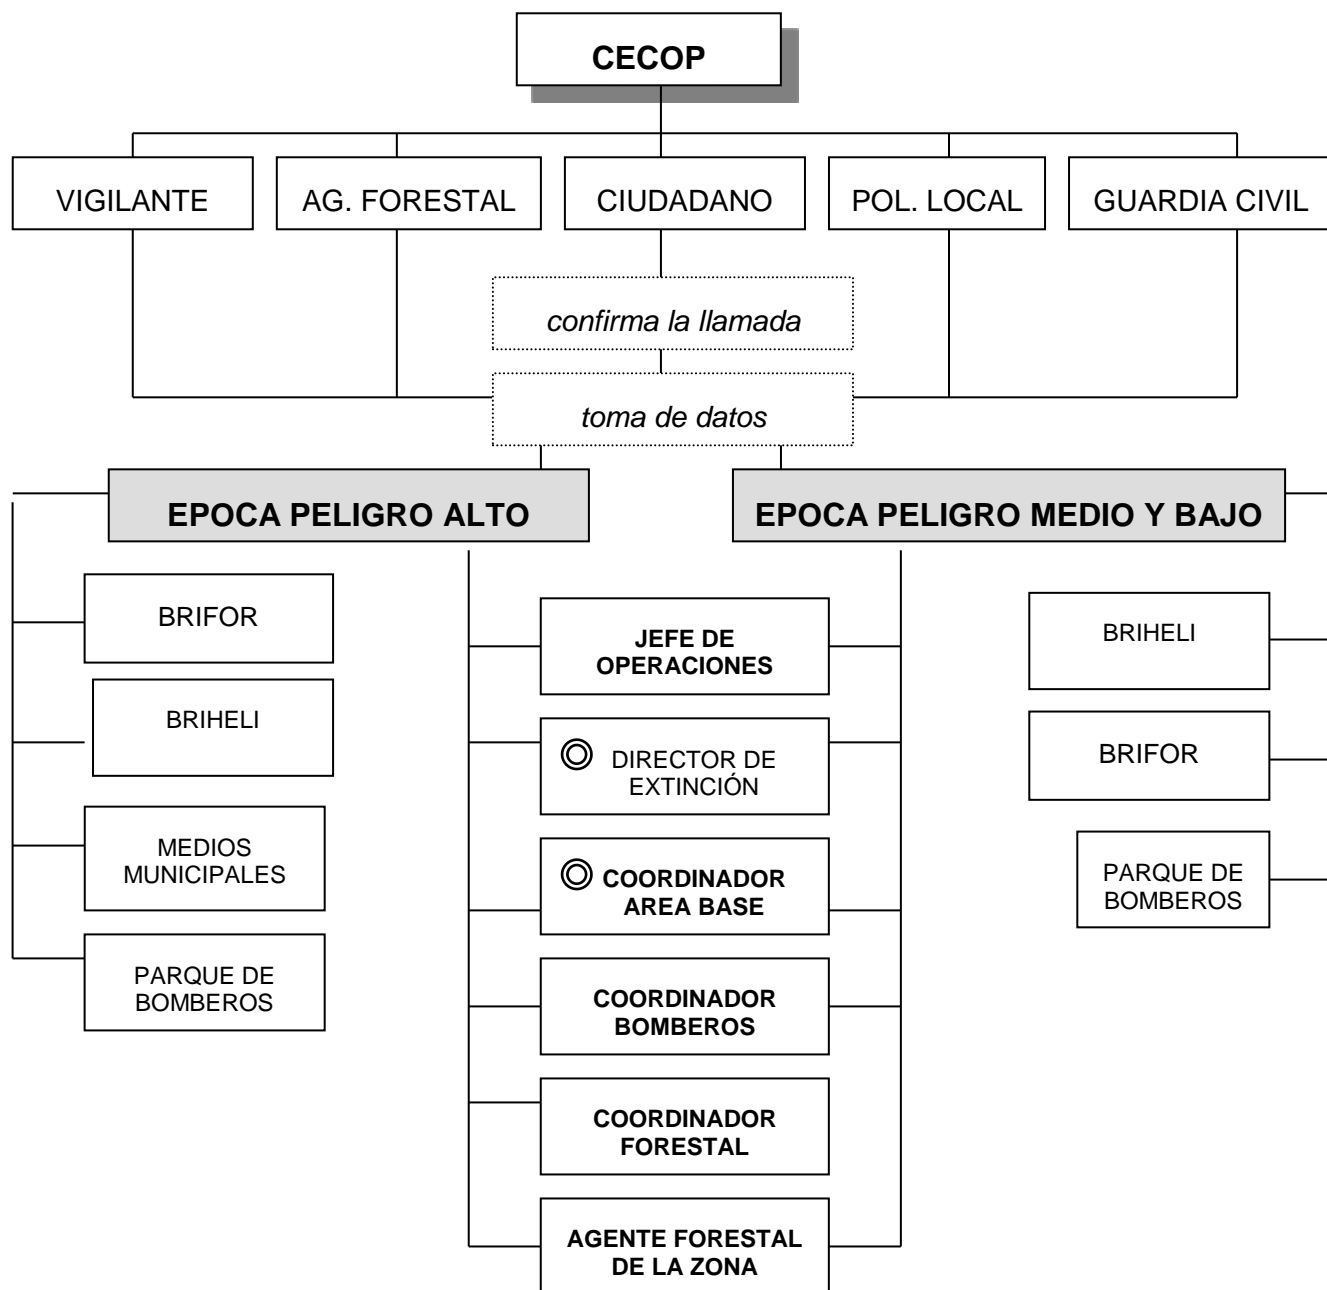 CECOP
VIGILANTE
AG. FORESTAL
CIUDADANO
POL. LOCAL
GUARDIA CIVIL
confirma la llamada
toma de datos
EPOCA PELIGRO ALTO
EPOCA PELIGRO MEDIO Y BAJO
BRIFOR
BRIHELI
MEDIOS
MUNICIPALES
PARQUE DE
BOMBEROS
JEFE DE
OPERACIONES
DIRECTOR DE
EXTINCIÓN
COORDINADOR
AREA BASE
COORDINADOR
BOMBEROS
COORDINADOR
FORESTAL
AGENTE FORESTAL
DE LA ZONA
BRIHELI
BRIFOR
PARQUE DE
BOMBEROS